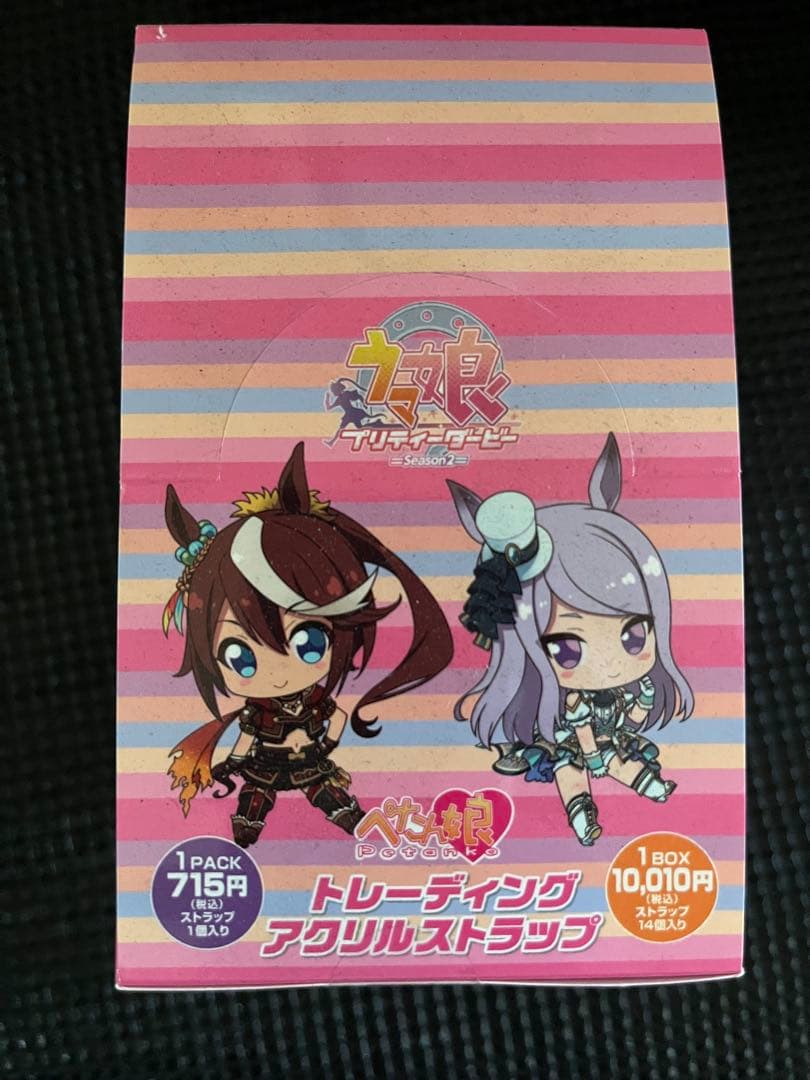 ウマ娘
プリティーダービー
Season2
ぺたん娘
Petanko
1 PACK
715円
(税込)
ストラップ
1個入り
トレーディング
アクリルストラップ
1 BOX
10,010円
(税込)
ストラップ
14個入り